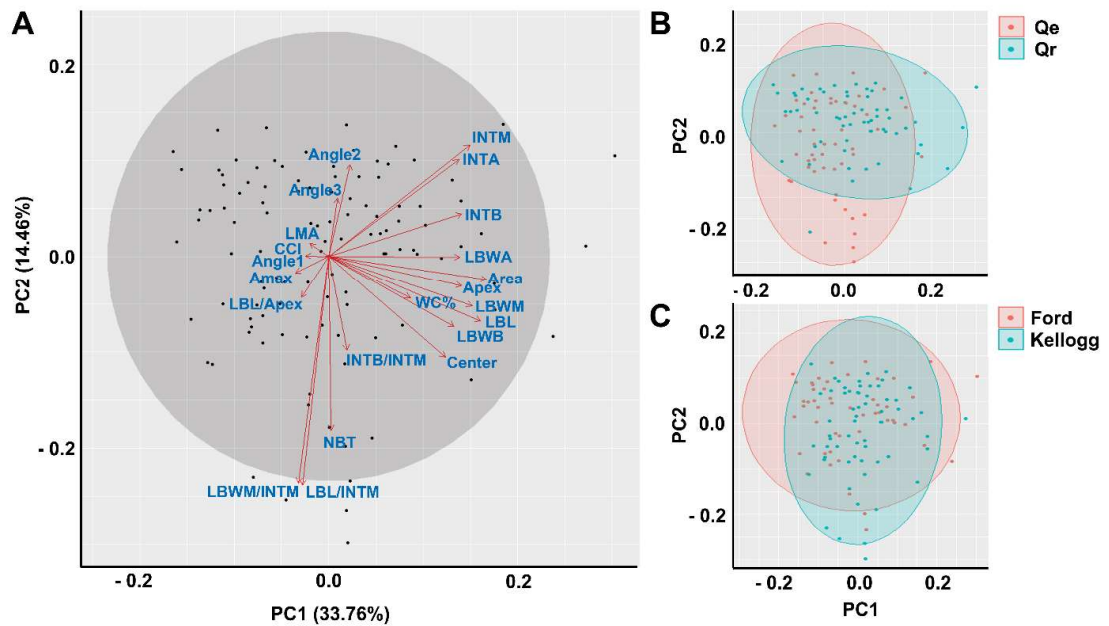 A
0.2
0.0
- 0.2
PC2 (14.46%)
- 0.2
0.0
0.2
PC1 (33.76%)
INTM
INTA
Angle2
Angle3
INTB
LMA
CCI
Angle1
LBWA
Amex
Area
Apex
LBL/Apex
WC%
LBWM
LBL
LBWB
INTB/INTM
Center
NBT
LBWM/INTM
LBL/INTM
B
0.2
0.0
- 0.2
PC2
- 0.2
0.0
0.2
Qe
Qr
C
0.2
0.0
- 0.2
PC2
- 0.2
0.0
0.2
PC1
Ford
Kellogg